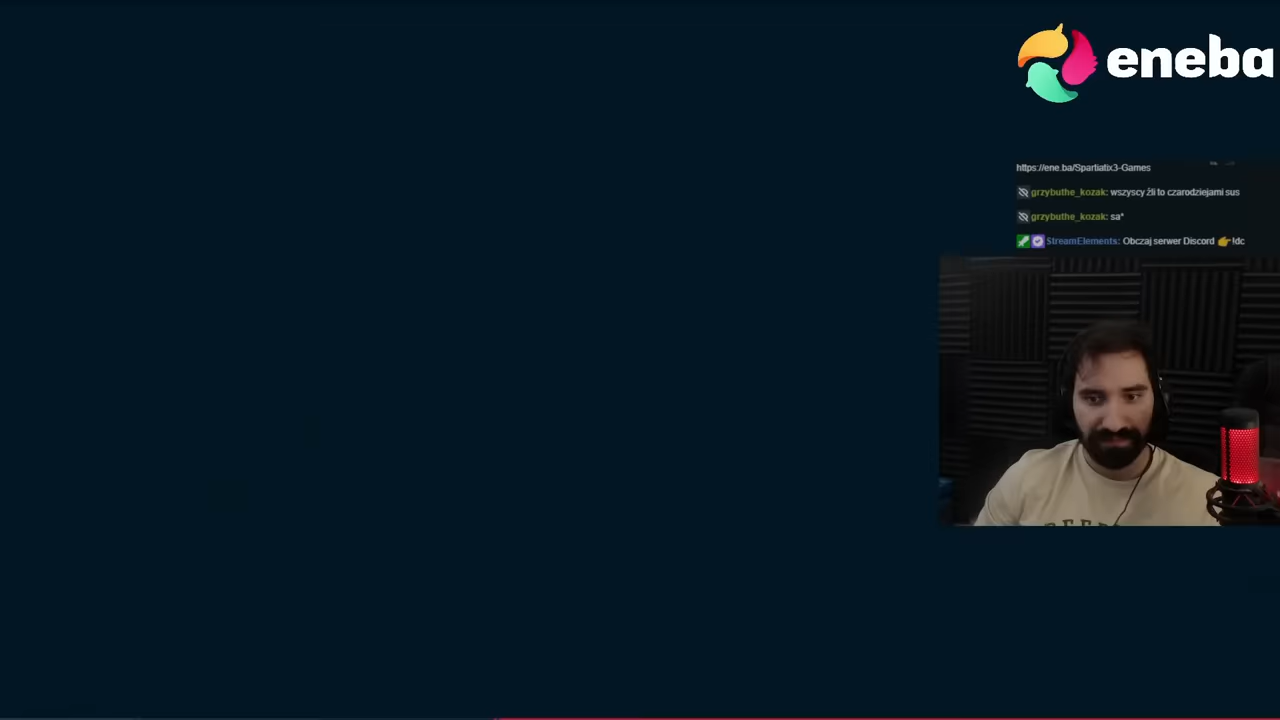 eneba
https://ene.ba/Spartiatix3-Games
grzybuthe_kozak: wszyscy źli to czarodziejami sus
grzybuthe_kozak: sa*
StreamElements: Obczaj serwer Discord 👉 !dc